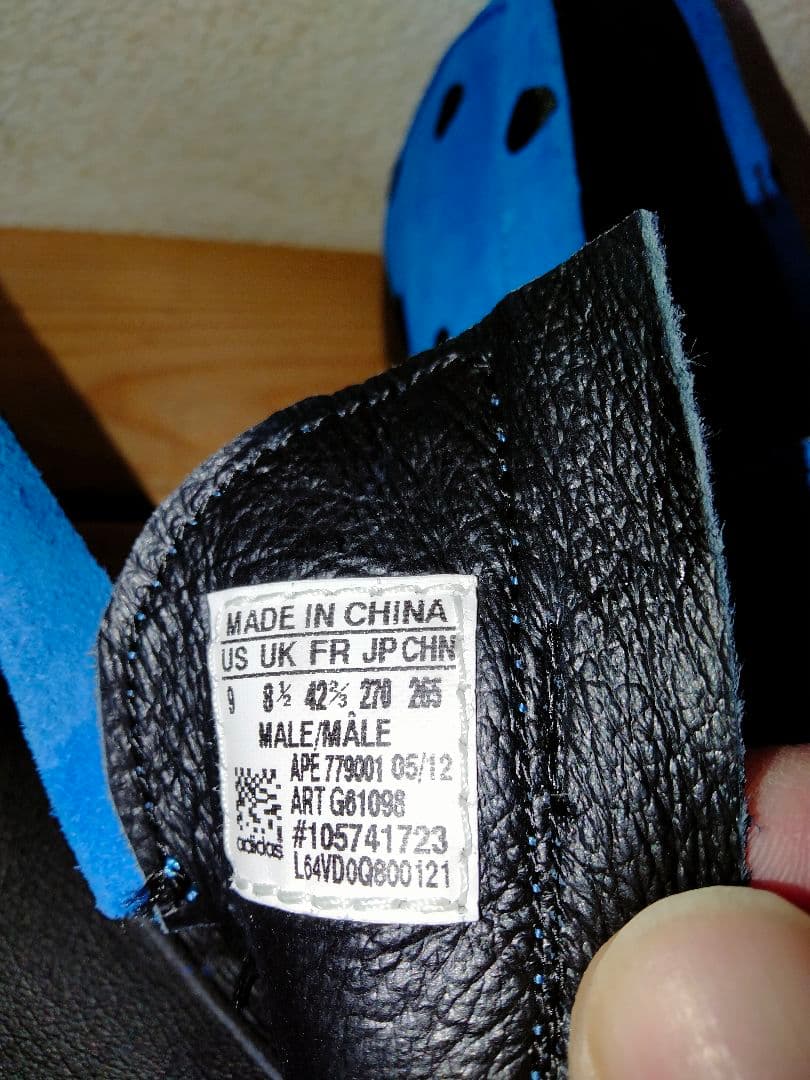 MADE IN CHINA
US UK FR JP CHN
9 8½ 42⅔ 270 265
MALE/MÂLE
APE 779001 05/12
ART G61098
#105741723
adidas
L64VD0Q800121